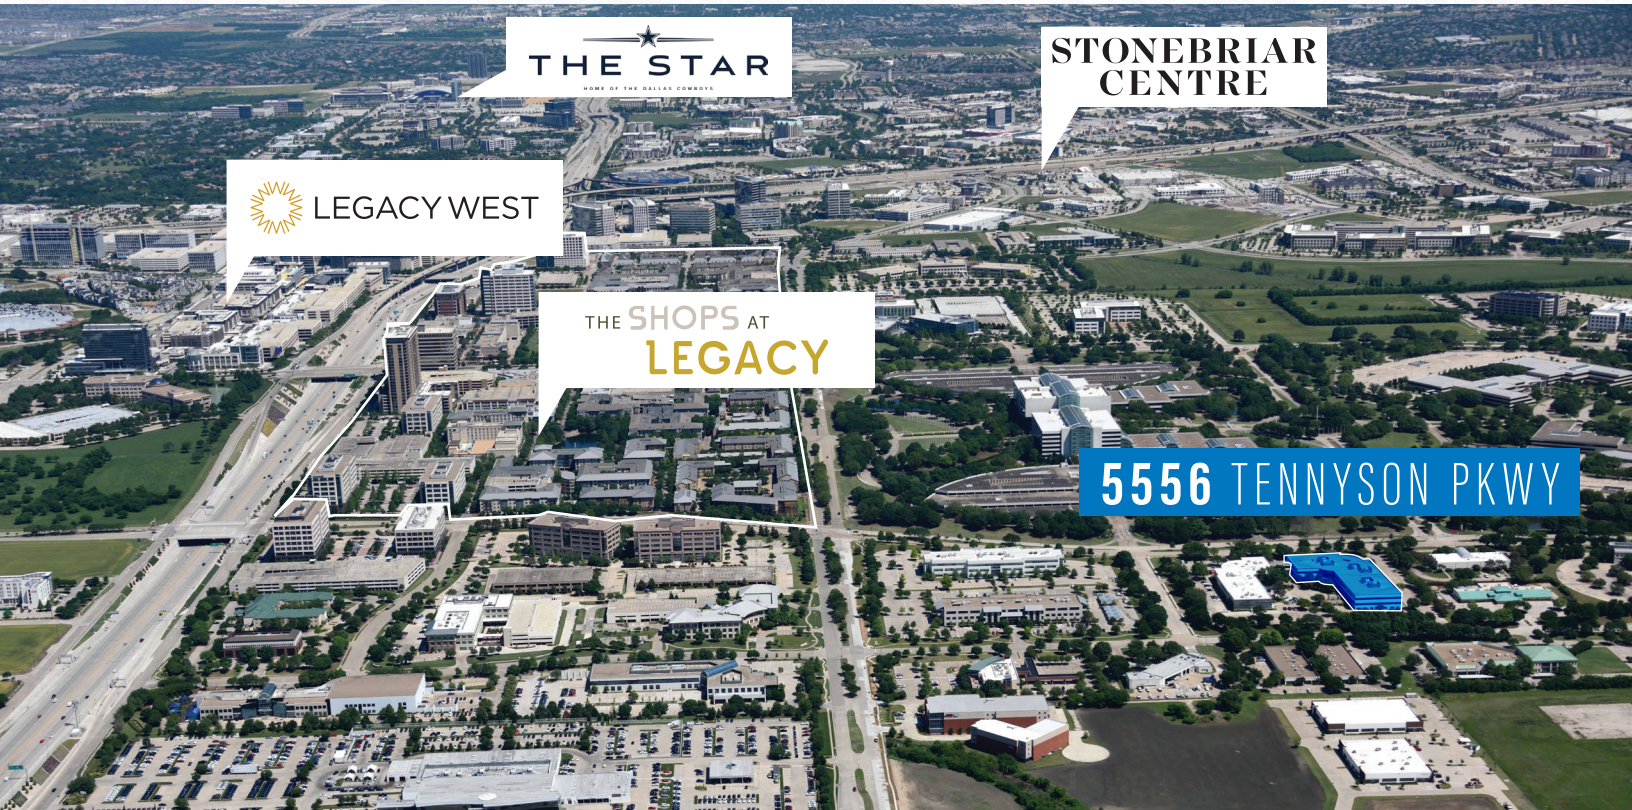 THE STAR
HOME OF THE DALLAS COWBOYS
STONEBRIAR
CENTRE
LEGACY WEST
THE SHOPS AT
LEGACY
5556 TENNYSON PKWY